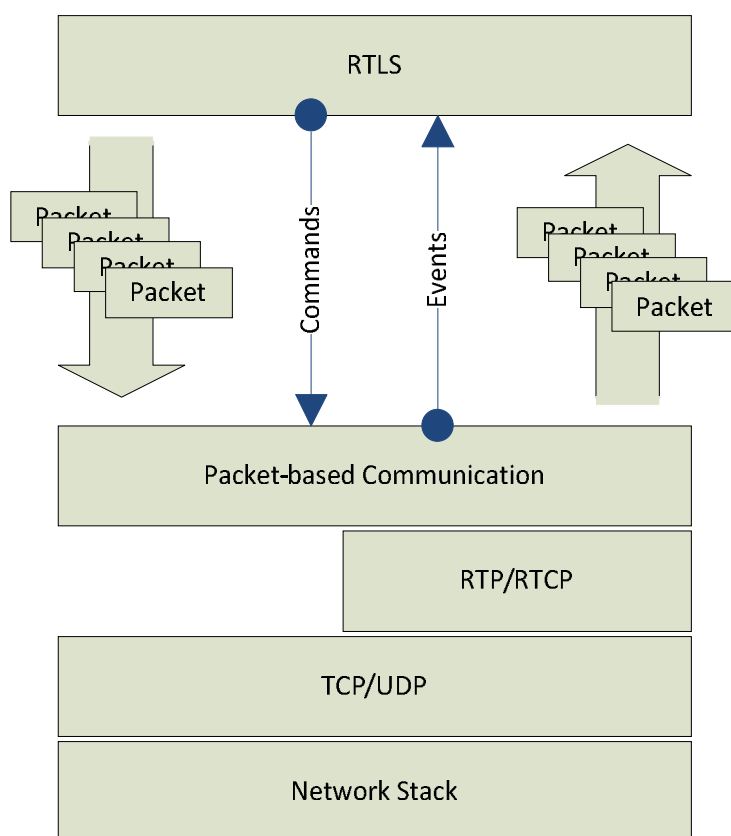 RTLS
Packet
Packet
Packet
Packet
Commands
Events
Packet
Packet
Packet
Packet
Packet-based Communication
RTP/RTCP
TCP/UDP
Network Stack